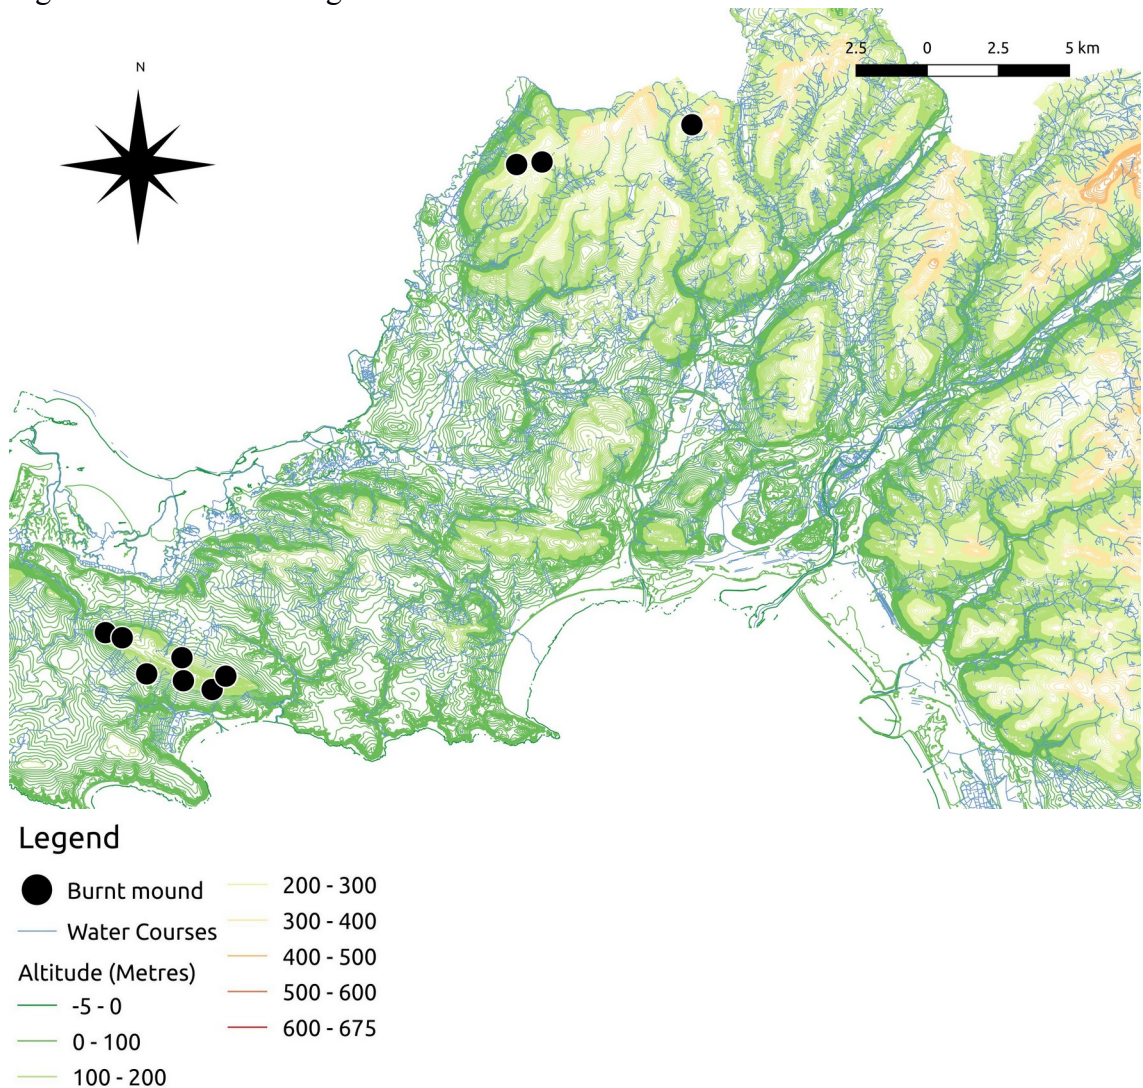 2.5 0 2.5 5 km
N
Legend
Burnt mound
Water Courses
Altitude (Metres)
-5 - 0
0 - 100
100 - 200
200 - 300
300 - 400
400 - 500
500 - 600
600 - 675